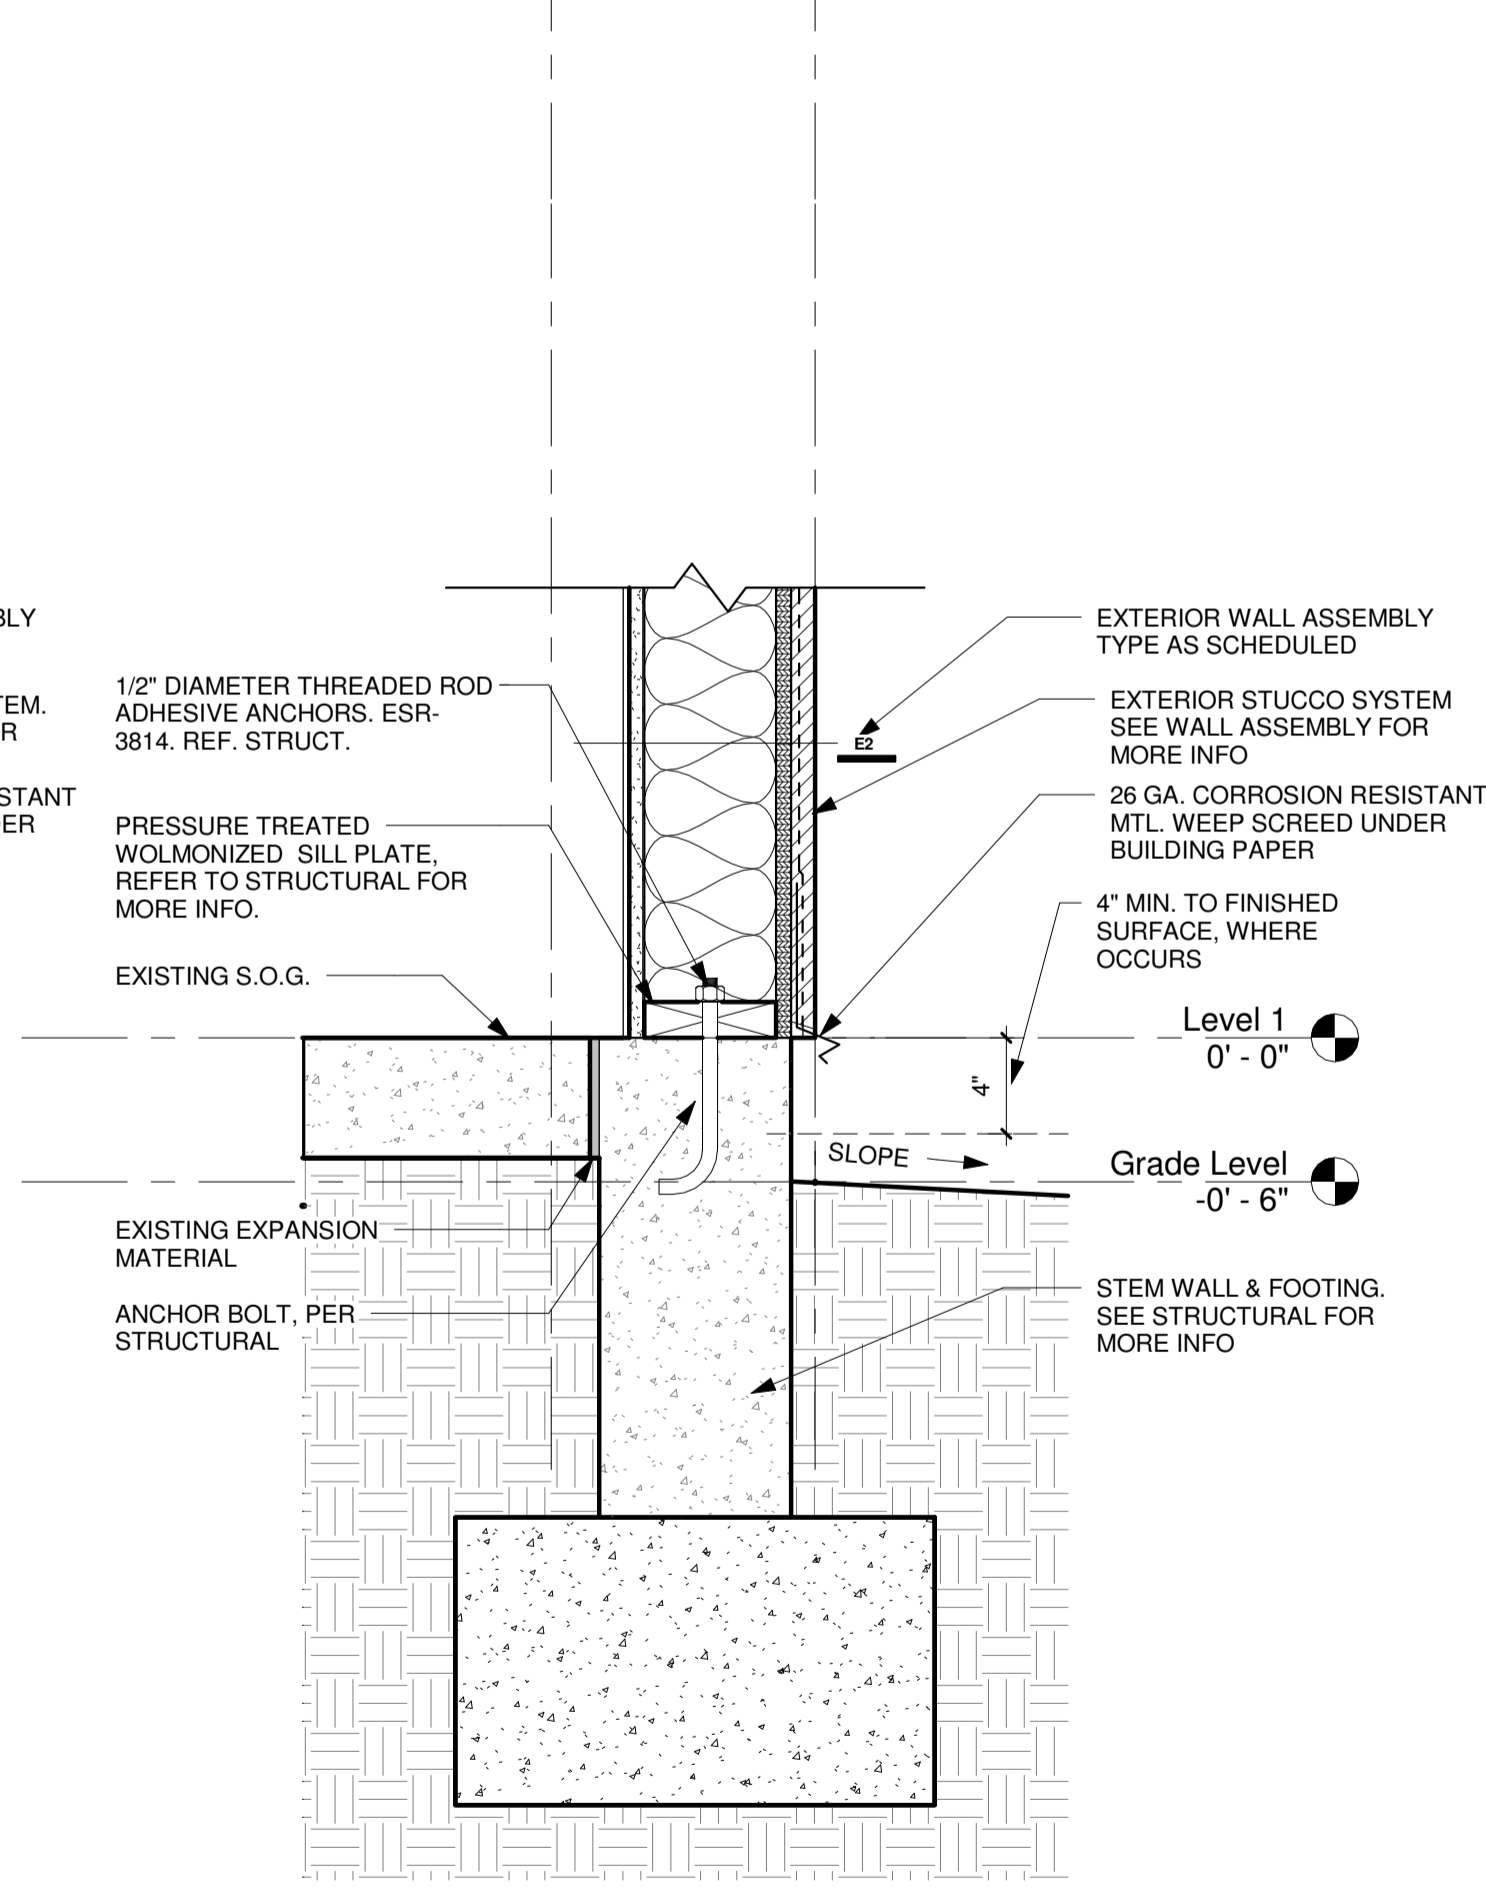 BLY
TEM.
R
STANT
DER
1/2" DIAMETER THREADED ROD
ADHESIVE ANCHORS. ESR-
3814. REF. STRUCT.
PRESSURE TREATED
WOLMONIZED SILL PLATE,
REFER TO STRUCTURAL FOR
MORE INFO.
EXISTING S.O.G.
EXISTING EXPANSION
MATERIAL
ANCHOR BOLT, PER
STRUCTURAL
E2
EXTERIOR WALL ASSEMBLY
TYPE AS SCHEDULED
EXTERIOR STUCCO SYSTEM
SEE WALL ASSEMBLY FOR
MORE INFO
26 GA. CORROSION RESISTANT
MTL. WEEP SCREED UNDER
BUILDING PAPER
4" MIN. TO FINISHED
SURFACE, WHERE
OCCURS
Level 1
0' - 0"
4"
SLOPE
Grade Level
-0' - 6"
STEM WALL & FOOTING.
SEE STRUCTURAL FOR
MORE INFO